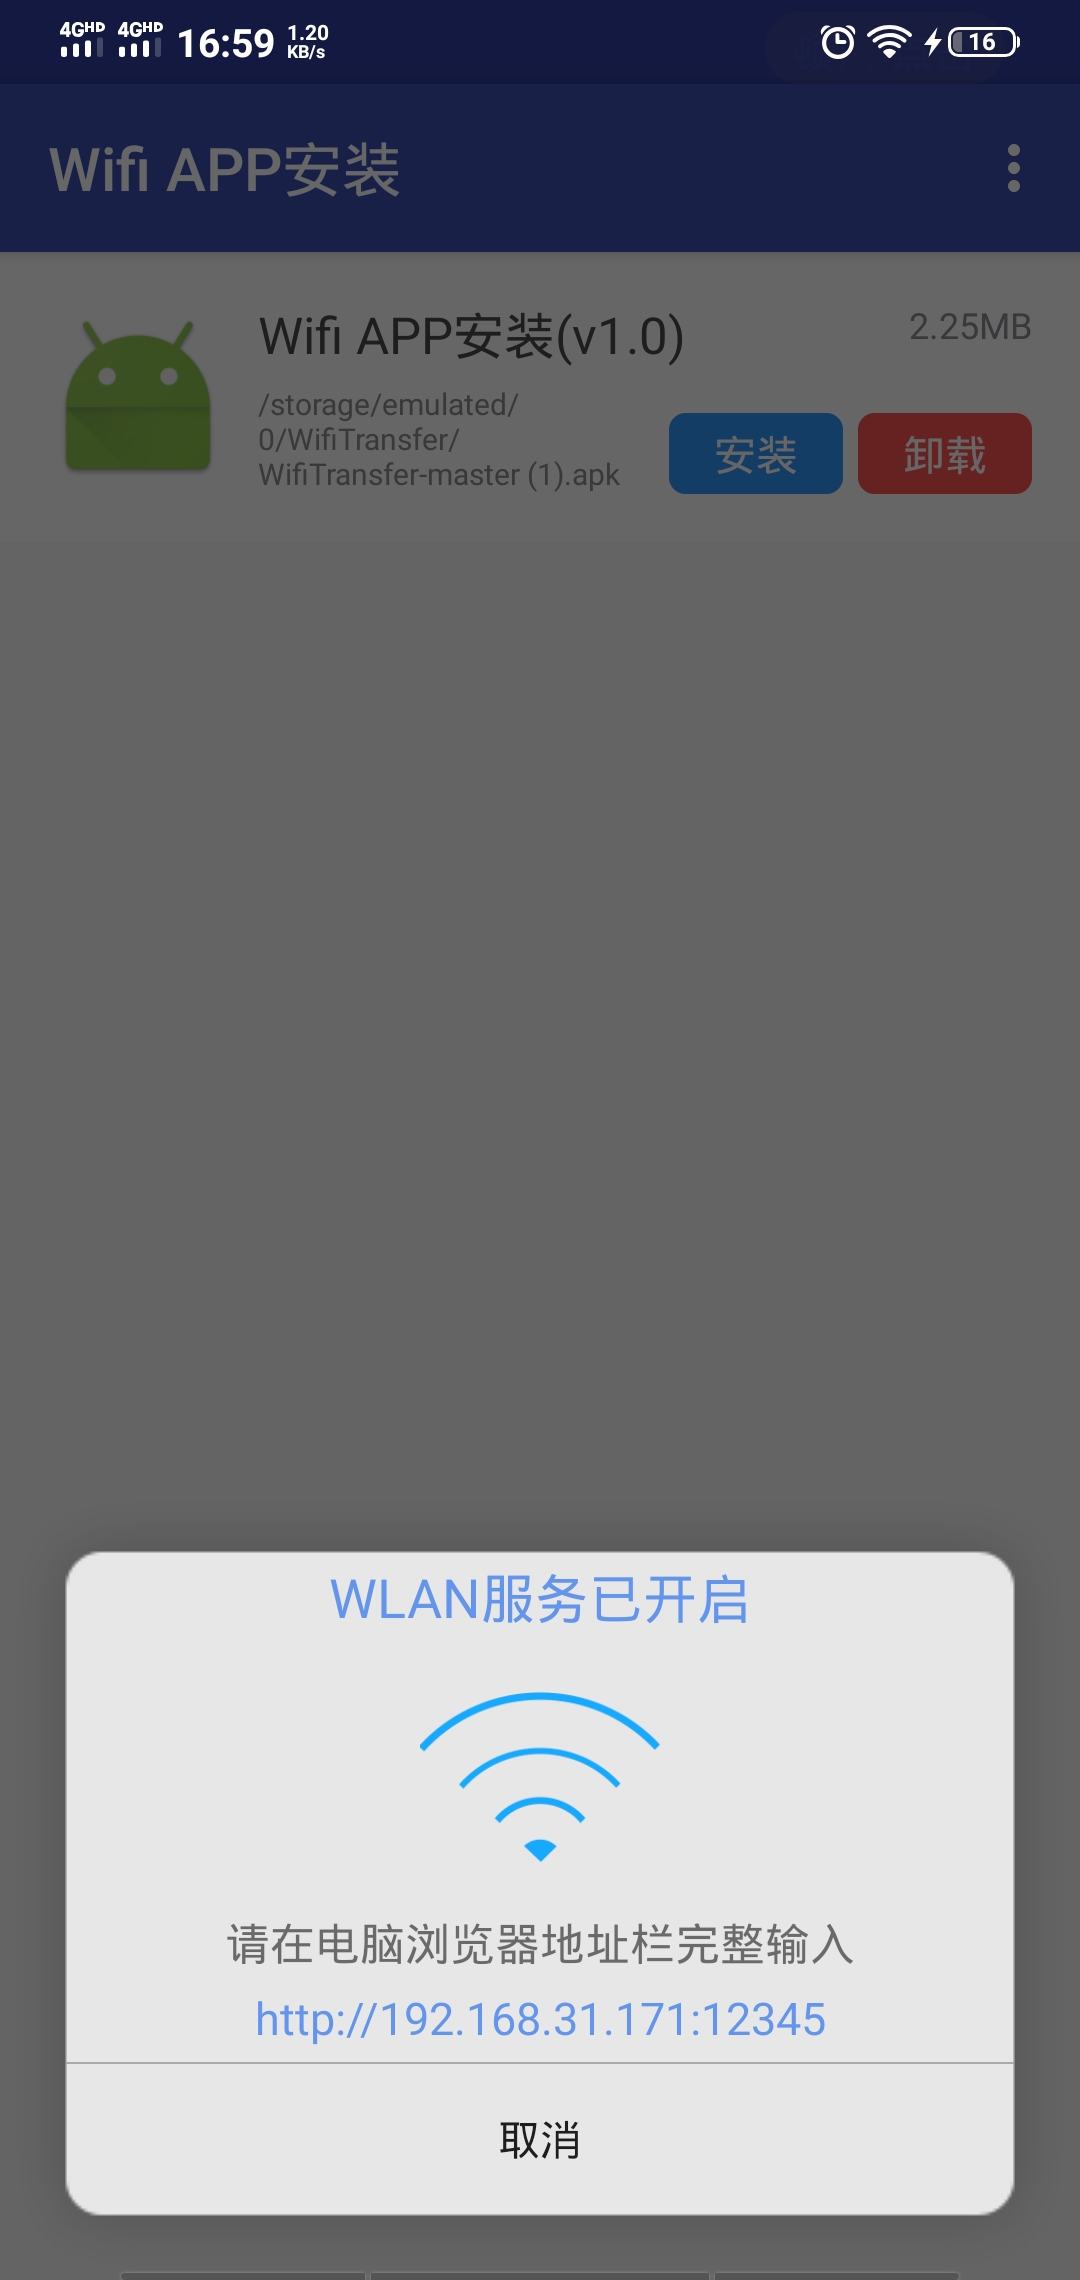 4GHD 4GHD 16:59 1.20 KB/s 16
Wifi APP安装
Wifi APP安装(v1.0)
2.25MB
/storage/emulated/
0/WifiTransfer/
WifiTransfer-master (1).apk
安装 卸载
WLAN服务已开启
请在电脑浏览器地址栏完整输入
http://192.168.31.171:12345
取消